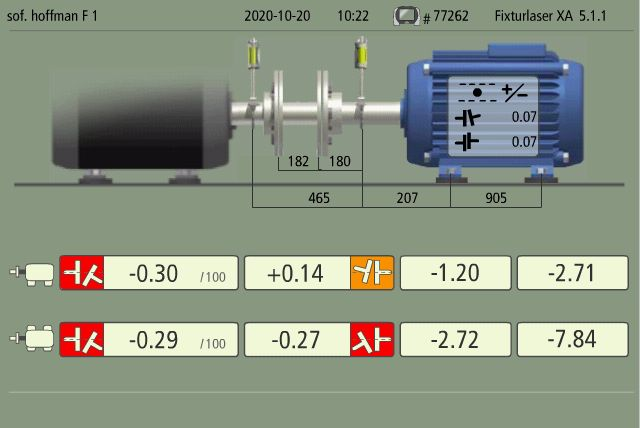 sof. hoffman F 1 2020-10-20 10:22 # 77262 Fixturlaser XA 5.1.1
+/-
0.07
0.07
182 180
465 207 905
-0.30 /100 +0.14 -1.20 -2.71
-0.29 /100 -0.27 -2.72 -7.84